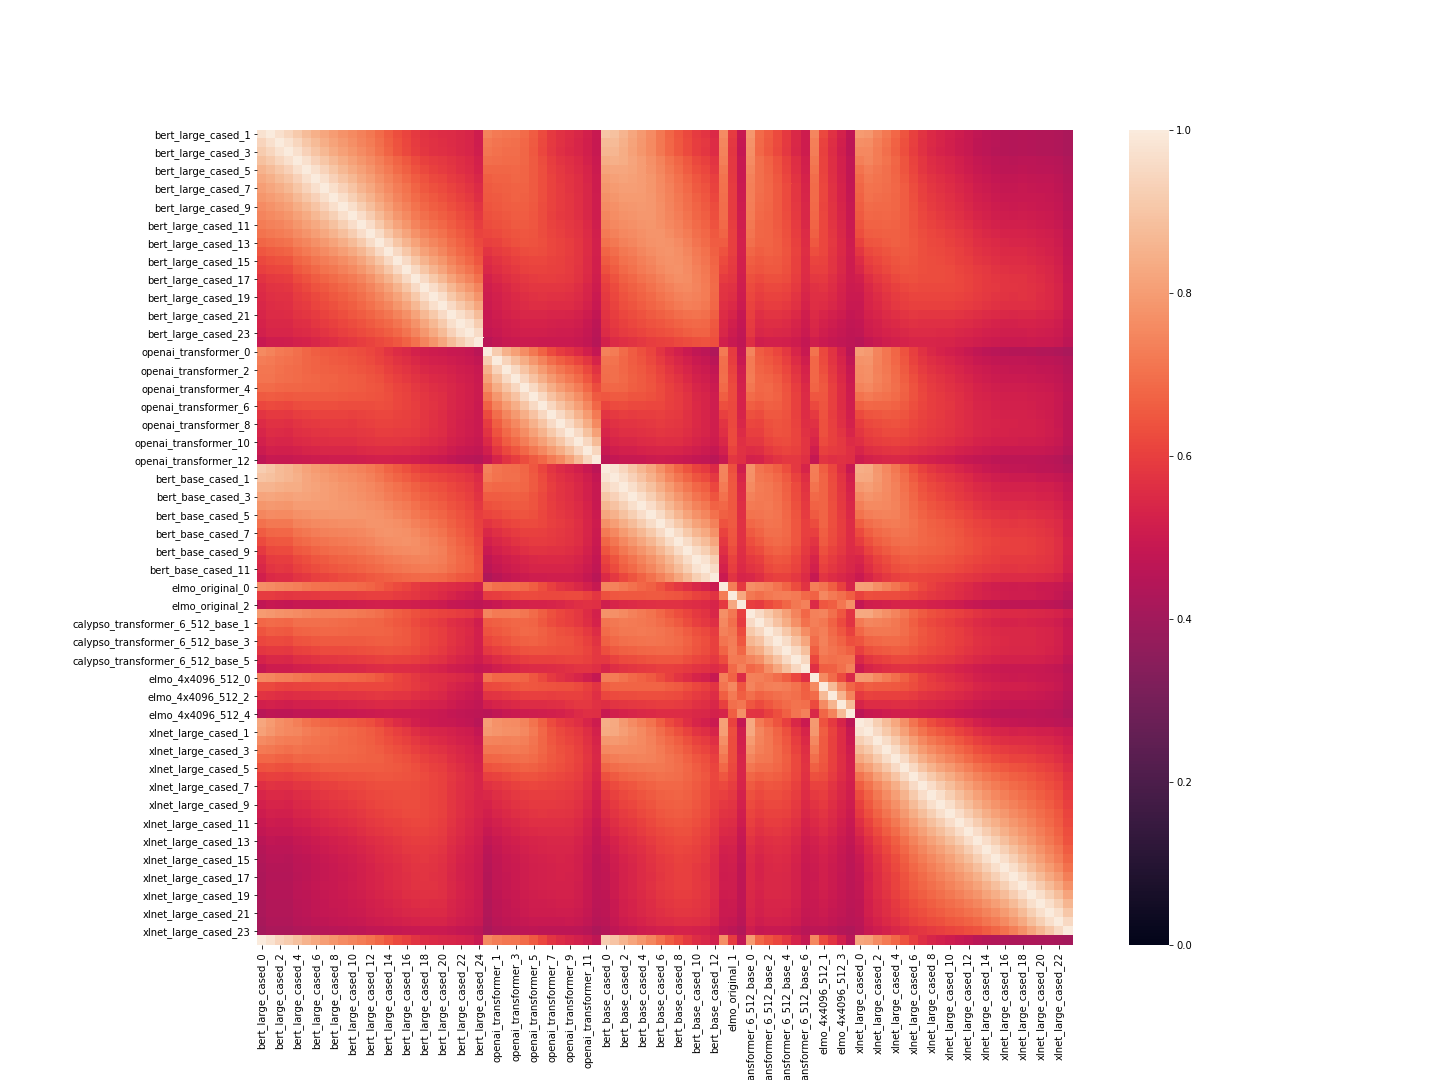 bert_large_cased_1
bert_large_cased_3
bert_large_cased_5
bert_large_cased_7
bert_large_cased_9
bert_large_cased_11
bert_large_cased_13
bert_large_cased_15
bert_large_cased_17
bert_large_cased_19
bert_large_cased_21
bert_large_cased_23
openai_transformer_0
openai_transformer_2
openai_transformer_4
openai_transformer_6
openai_transformer_8
openai_transformer_10
openai_transformer_12
bert_base_cased_1
bert_base_cased_3
bert_base_cased_5
bert_base_cased_7
bert_base_cased_9
bert_base_cased_11
elmo_original_0
elmo_original_2
calypso_transformer_6_512_base_1
calypso_transformer_6_512_base_3
calypso_transformer_6_512_base_5
elmo_4x4096_512_0
elmo_4x4096_512_2
elmo_4x4096_512_4
xlnet_large_cased_1
xlnet_large_cased_3
xlnet_large_cased_5
xlnet_large_cased_7
xlnet_large_cased_9
xlnet_large_cased_11
xlnet_large_cased_13
xlnet_large_cased_15
xlnet_large_cased_17
xlnet_large_cased_19
xlnet_large_cased_21
xlnet_large_cased_23
bert_large_cased_0
bert_large_cased_2
bert_large_cased_4
bert_large_cased_6
bert_large_cased_8
bert_large_cased_10
bert_large_cased_12
bert_large_cased_14
bert_large_cased_16
bert_large_cased_18
bert_large_cased_20
bert_large_cased_22
bert_large_cased_24
openai_transformer_1
openai_transformer_3
openai_transformer_5
openai_transformer_7
openai_transformer_9
openai_transformer_11
bert_base_cased_0
bert_base_cased_2
bert_base_cased_4
bert_base_cased_6
bert_base_cased_8
bert_base_cased_10
bert_base_cased_12
elmo_original_1
ansformer_6_512_base_0
ansformer_6_512_base_2
ansformer_6_512_base_4
ansformer_6_512_base_6
elmo_4x4096_512_1
elmo_4x4096_512_3
xlnet_large_cased_0
xlnet_large_cased_2
xlnet_large_cased_4
xlnet_large_cased_6
xlnet_large_cased_8
xlnet_large_cased_10
xlnet_large_cased_12
xlnet_large_cased_14
xlnet_large_cased_16
xlnet_large_cased_18
xlnet_large_cased_20
xlnet_large_cased_22
1.0
0.8
0.6
0.4
0.2
0.0